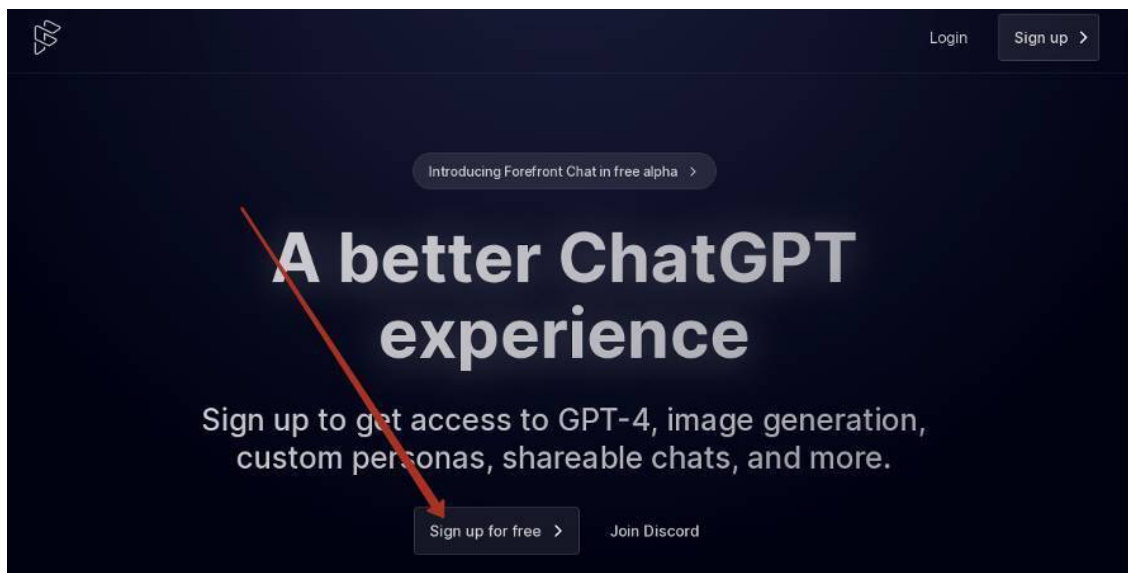 Login
Sign up
Introducing Forefront Chat in free alpha
A better ChatGPT
experience
Sign up to get access to GPT-4, image generation,
custom personas, shareable chats, and more.
Sign up for free
Join Discord